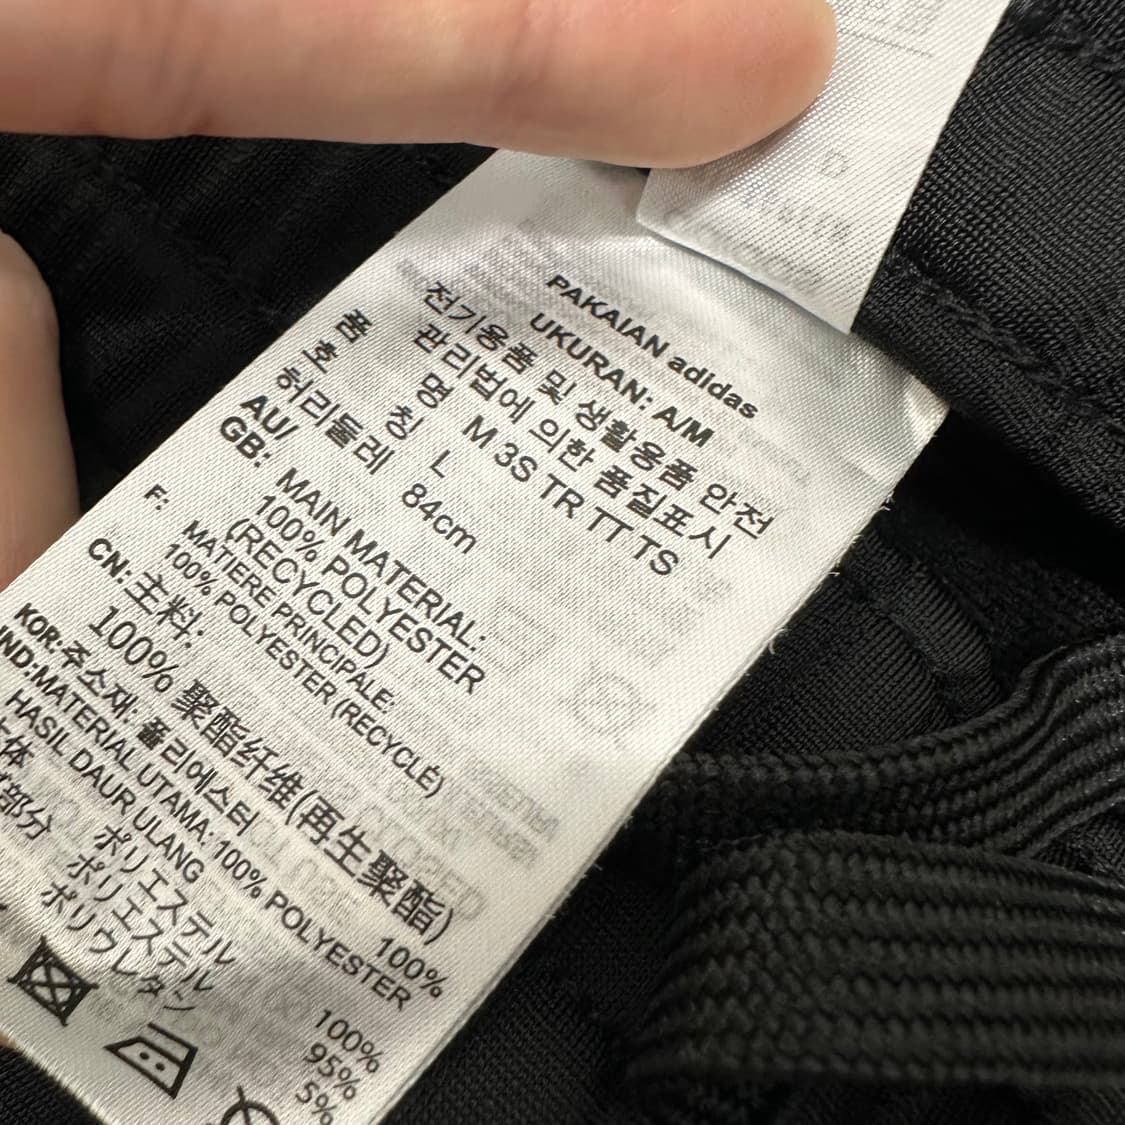 PAKAIAN adidas
UKURAN: A/M
전기용품 및 생활용품 안전
관리법에 의한 품질표시
품 명 M 3S TR TT TS
호 칭 L
허리둘레 84cm
AU/
GB: MAIN MATERIAL:
100% POLYESTER
(RECYCLED)
F: MATIERE PRINCIPALE:
100% POLYESTER (RECYCLÉ)
CN: 主料:
100% 聚酯纤维(再生聚酯)
KOR:주소재: 폴리에스터 100%
IND:MATERIAL UTAMA: 100% POLYESTER
HASIL DAUR ULANG
体 ポリエステル 100%
部分 ポリエステル 95%
ポリウレタン 5%